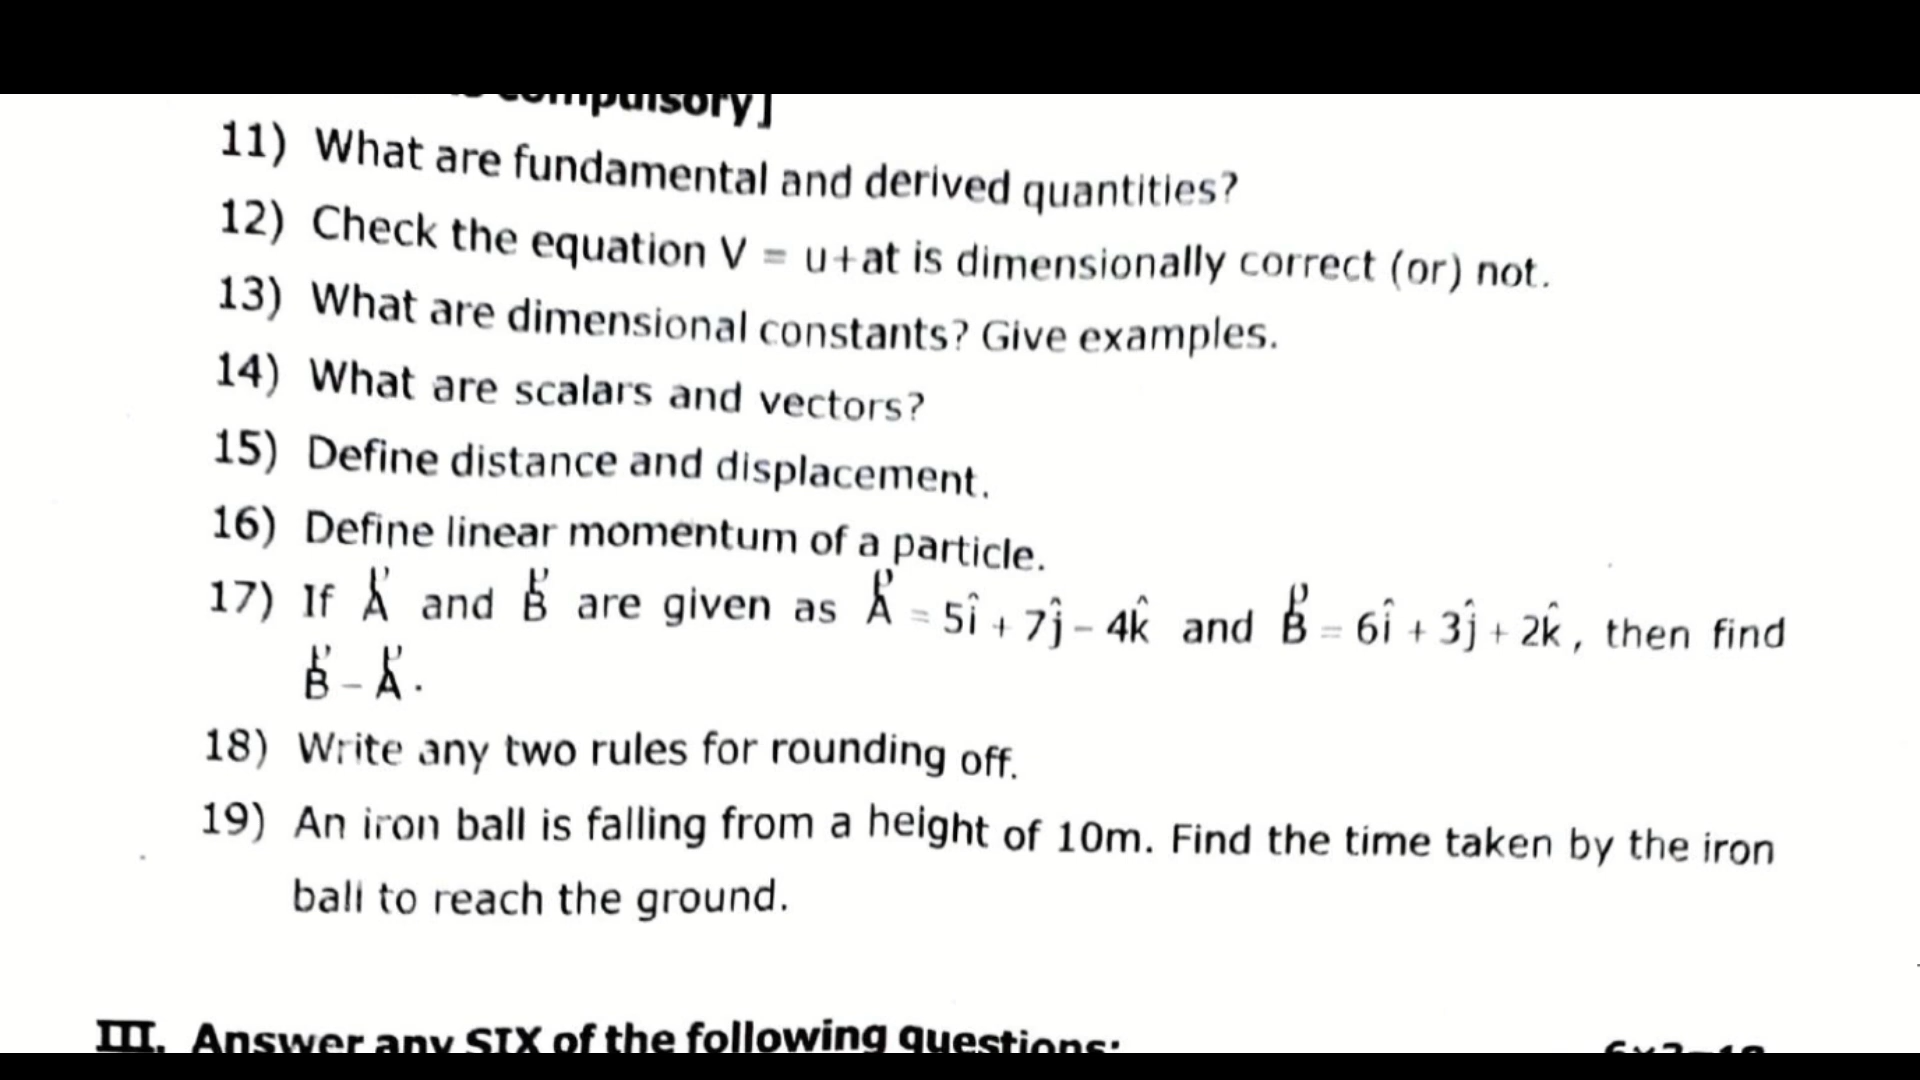 compulsory]
11) What are fundamental and derived quantities?
12) Check the equation V = u+at is dimensionally correct (or) not.
13) What are dimensional constants? Give examples.
14) What are scalars and vectors?
15) Define distance and displacement.
16) Define linear momentum of a particle.
17) If A and B are given as A = 5î + 7ĵ – 4k̂ and B = 6î + 3ĵ + 2k̂, then find
B – A.
18) Write any two rules for rounding off.
19) An iron ball is falling from a height of 10m. Find the time taken by the iron
ball to reach the ground.
III. Answer any SIX of the following questions: